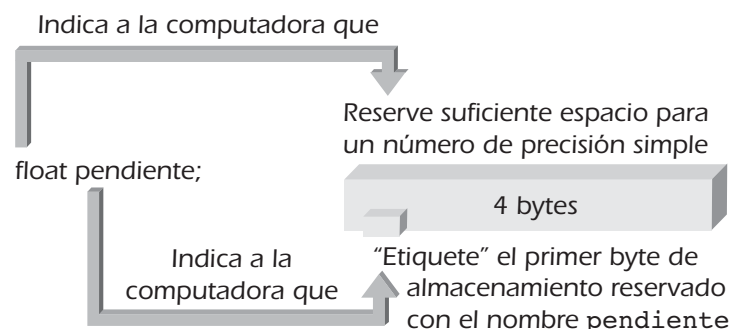 Indica a la computadora que
Reserve suficiente espacio para
un número de precisión simple
float pendiente;
4 bytes
Indica a la
computadora que
“Etiquete” el primer byte de
almacenamiento reservado
con el nombre pendiente